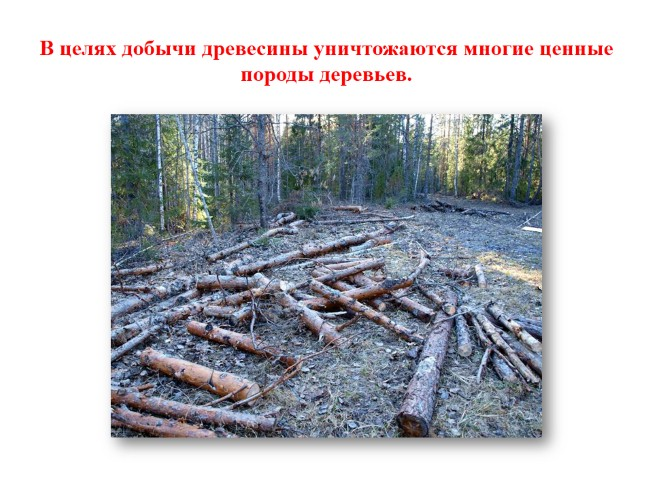 В целях добычи древесины уничтожаются многие ценные
породы деревьев.